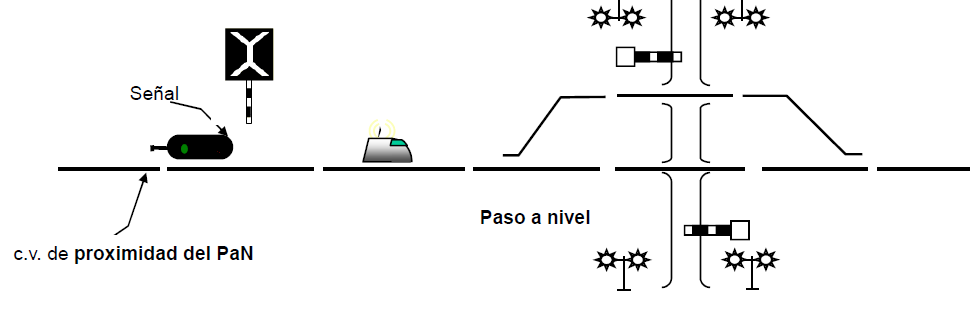 Señal
Paso a nivel
c.v. de proximidad del PaN